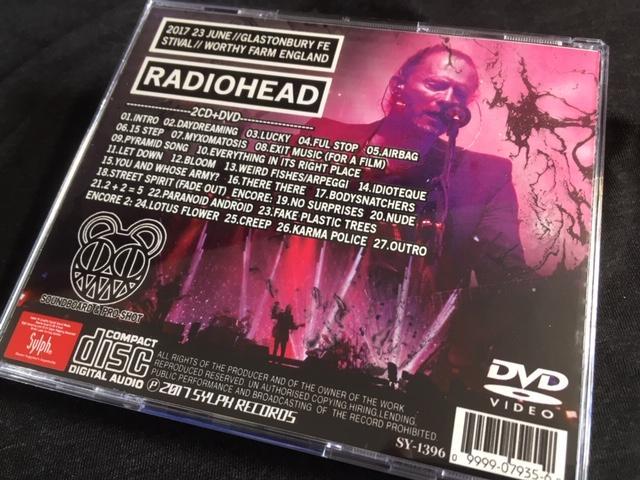 2017 23 JUNE//GLASTONBURY FE
STIVAL// WORTHY FARM ENGLAND
RADIOHEAD
2CD+DVD
01.INTRO 02.DAYDREAMING 03.LUCKY 04.FUL STOP 05.AIRBAG
06.15 STEP 07.MYXOMATOSIS 08.EXIT MUSIC (FOR A FILM)
09.PYRAMID SONG 10.EVERYTHING IN ITS RIGHT PLACE
11.LET DOWN 12.BLOOM 13.WEIRD FISHES/ARPEGGI 14.IDIOTEQUE
15.YOU AND WHOSE ARMY? 16.THERE THERE 17.BODYSNATCHERS
18.STREET SPIRIT (FADE OUT) ENCORE: 19.NO SURPRISES 20.NUDE
21.2 + 2 = 5 22.PARANOID ANDROID 23.FAKE PLASTIC TREES
ENCORE 2: 24.LOTUS FLOWER 25.CREEP 26.KARMA POLICE 27.OUTRO
SOUNDBOARD & PRO-SHOT
Sylph
COMPACT
disc
DIGITAL AUDIO
ALL RIGHTS OF THE PRODUCER AND OF THE OWNER OF THE WORK
REPRODUCED RESERVED. UN AUTHORISED COPYING.HIRING.LENDING.
PUBLIC PERFORMANCE AND BROADCASTING OF THE RECORD PROHIBITED.
℗ 2017 SYLPH RECORDS
SY-1396
DVD
VIDEO
0 9999-07935-6